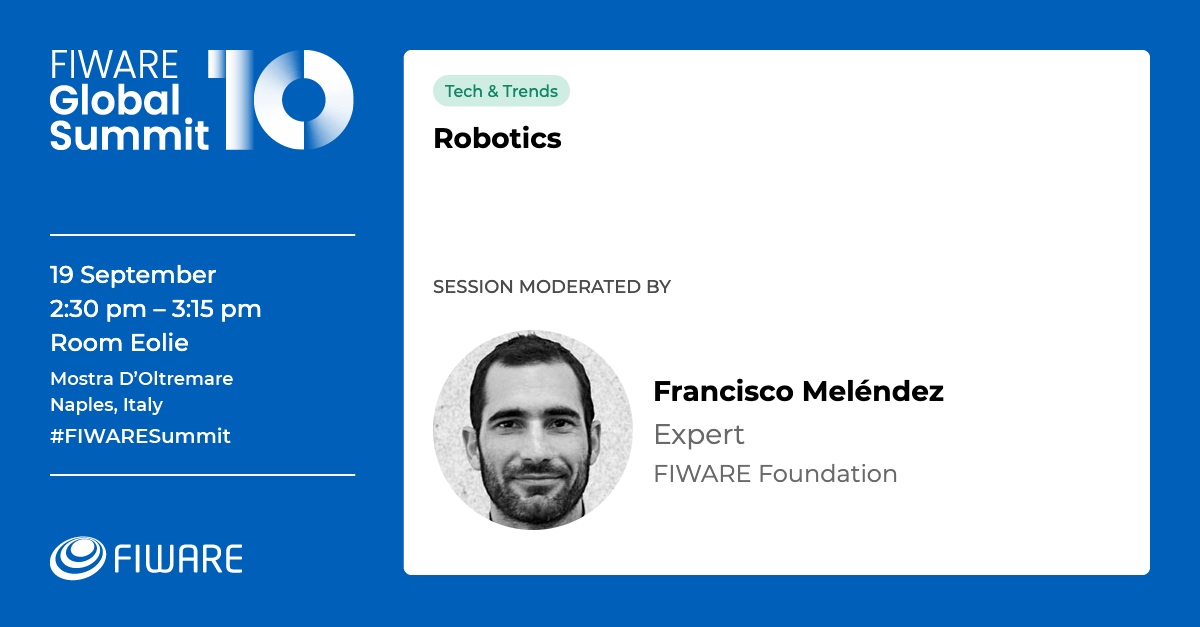 FIWARE
Global
Summit 10
19 September
2:30 pm – 3:15 pm
Room Eolie
Mostra D’Oltremare
Naples, Italy
#FIWARESummit
FIWARE
Tech & Trends
Robotics
SESSION MODERATED BY
Francisco Meléndez
Expert
FIWARE Foundation